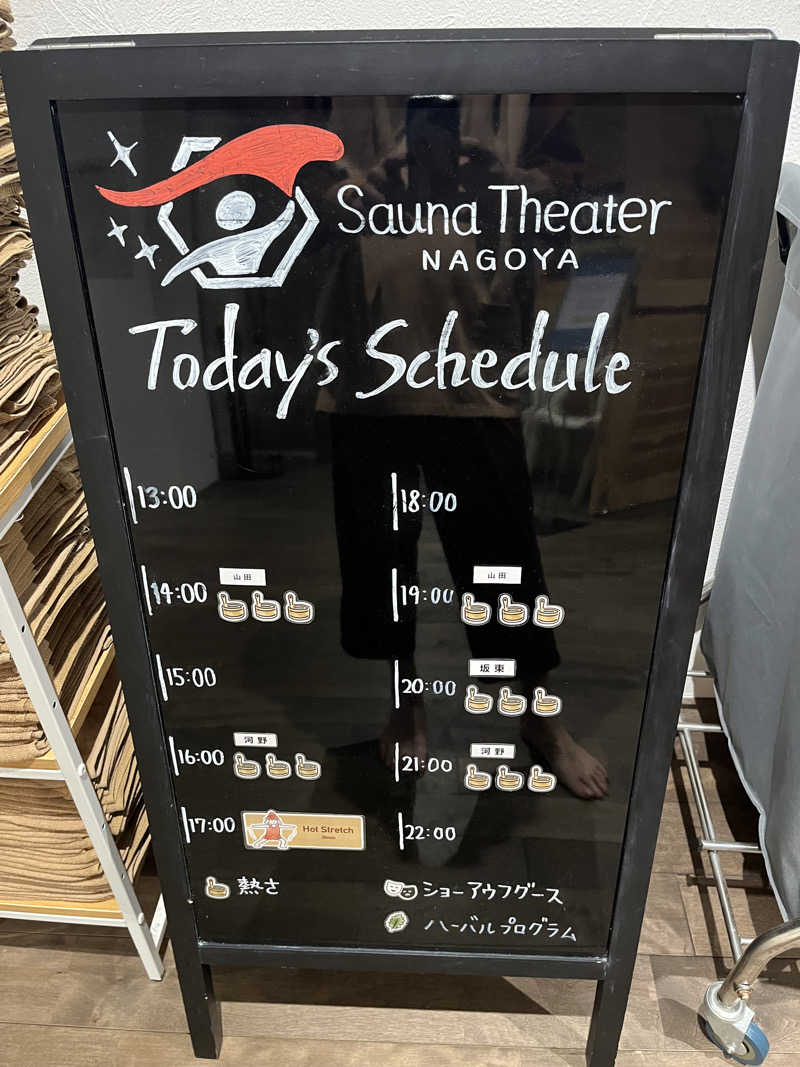 Sauna Theater
NAGOYA
Today's Schedule
13:00
山田
14:00
15:00
河野
16:00
17:00 Hot Stretch
18:00
山田
19:00
坂東
20:00
河野
21:00
22:00
熱さ
ショーアウフグース
ハーバルプログラム